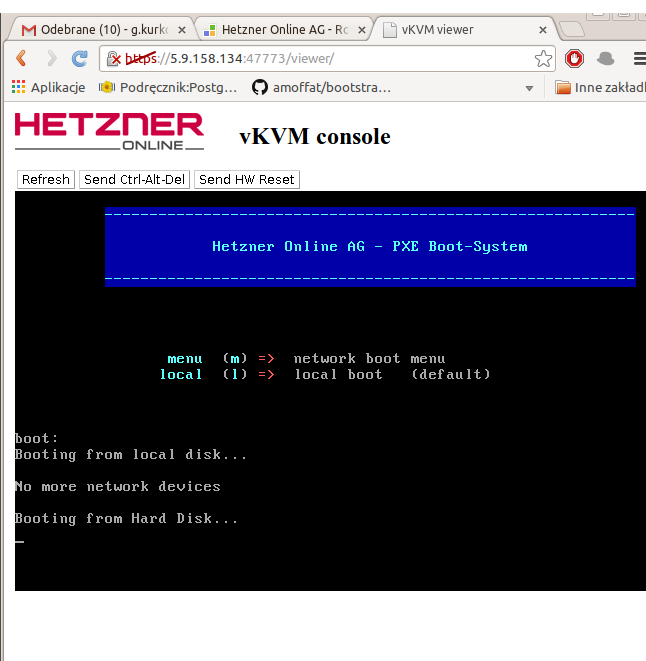 Odebrane (10) - g.kurk
Hetzner Online AG - Ro
vKVM viewer
https://5.9.158.134:47773/viewer/
Aplikacje
Podręcznik:Postg...
amoffat/bootstra...
Inne zakład
HETZNER
ONLINE
vKVM console
Refresh
Send Ctrl-Alt-Del
Send HW Reset
Hetzner Online AG - PXE Boot-System
menu (m) => network boot menu
local (l) => local boot (default)
boot:
Booting from local disk...
No more network devices
Booting from Hard Disk...